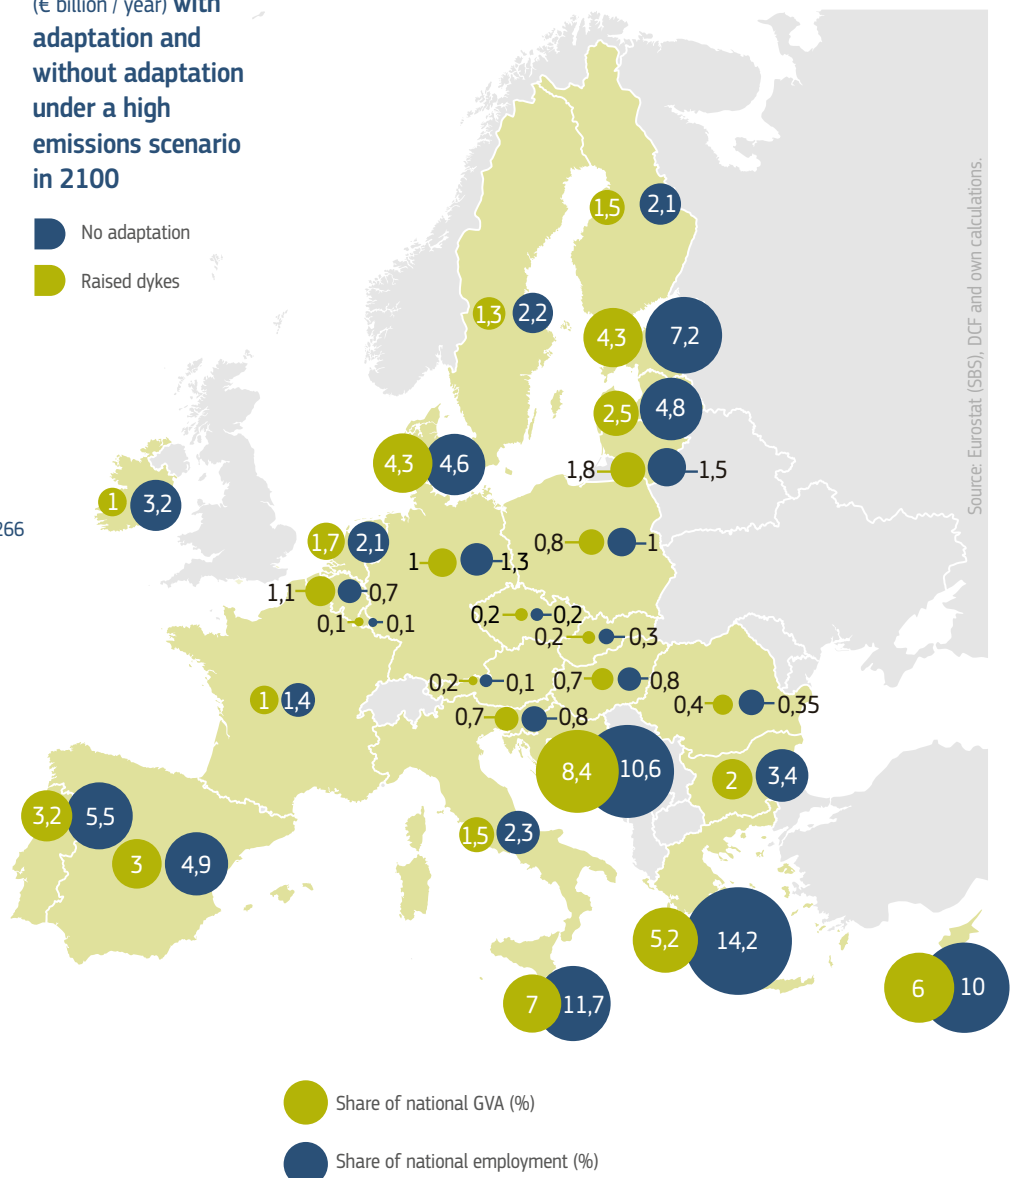 (€ billion / year) with
adaptation and
without adaptation
under a high
emissions scenario
in 2100
No adaptation
Raised dykes
Source: Eurostat (SBS), DCF and own calculations.
1,5 2,1
1,3 2,2
4,3 7,2
2,5 4,8
4,3 4,6
1,8 1,5
1 3,2
266
1,7 2,1
0,8 1
1 1,3
1,1 0,7
0,1 0,1
0,2 0,2
0,2 0,3
0,2 0,1
0,7 0,8
0,4 0,35
0,7 0,8
8,4 10,6
2 3,4
3,2 5,5
1 1,4
1,5 2,3
3 4,9
5,2 14,2
6 10
7 11,7
Share of national GVA (%)
Share of national employment (%)